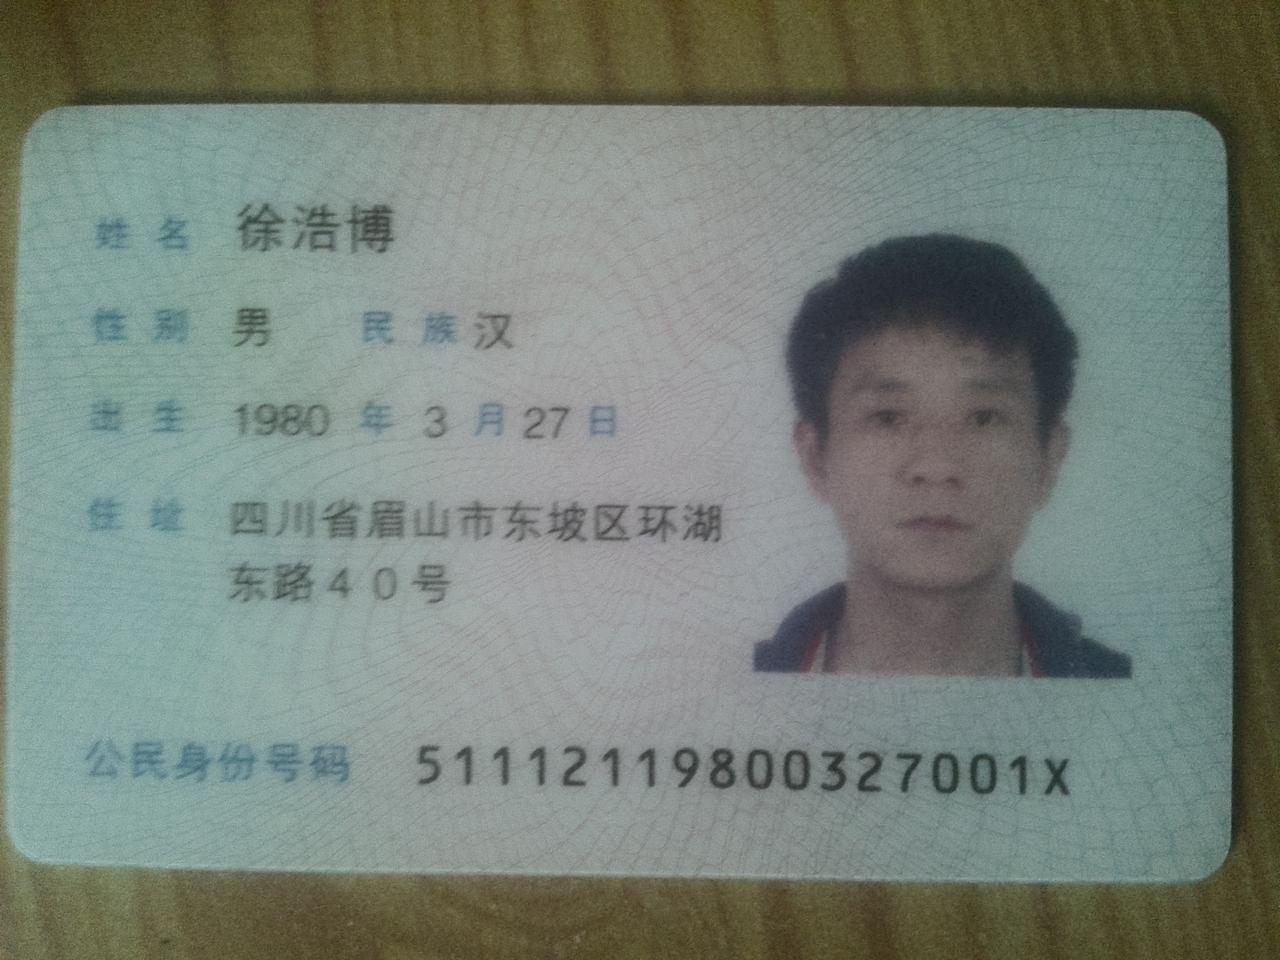 姓名 徐浩博
性别 男 民族 汉
出生 1980 年 3 月 27 日
住址 四川省眉山市东坡区环湖
东路40号
公民身份号码 51112119800327001X